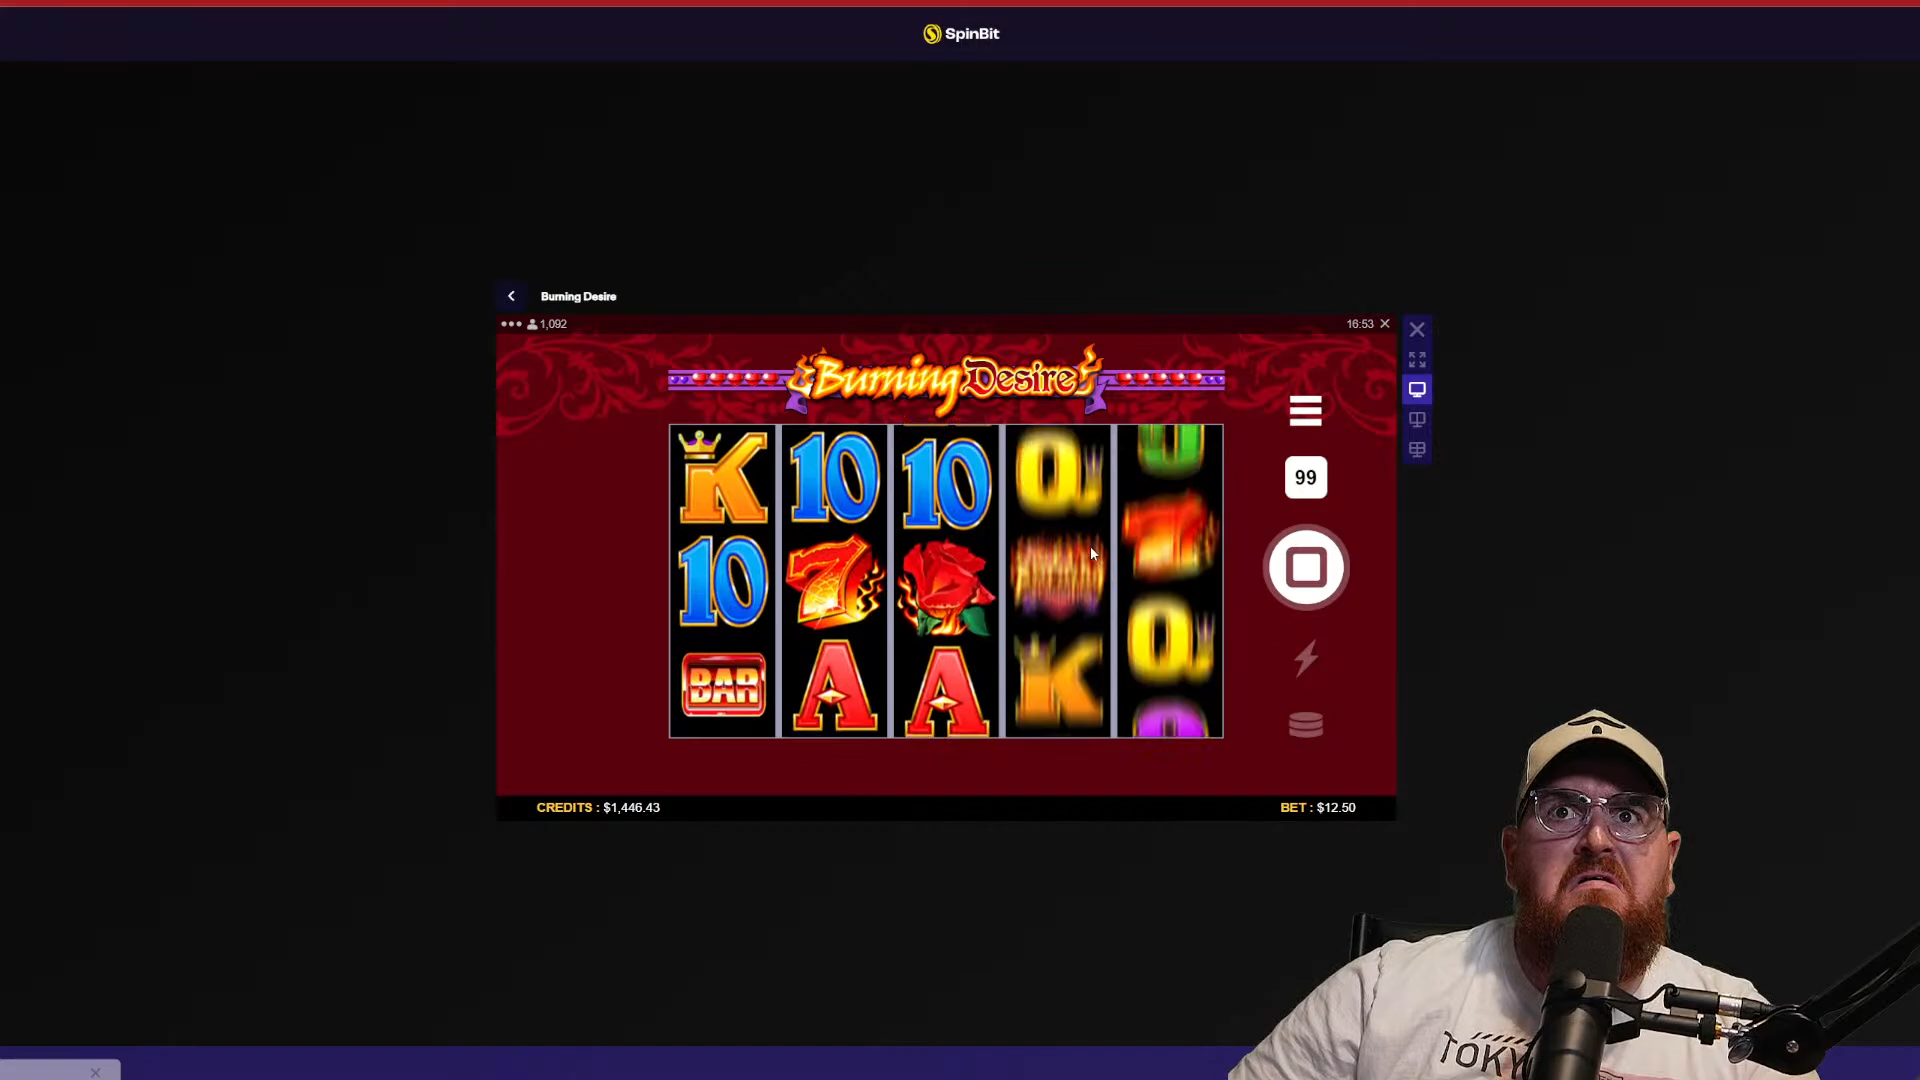 SpinBit
Burning Desire
1,092
16:53
Burning Desire
K 10 10 Q
10 7 7
BAR A A K Q
99
CREDITS : $1,446.43
BET : $12.50
TOKY